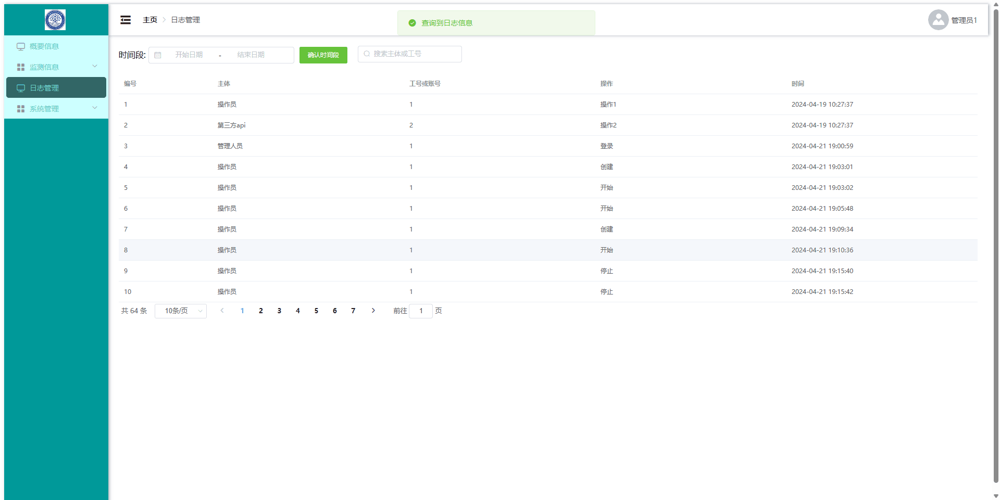 主页 日志管理
查询到日志信息
管理员1
概要信息
监测信息
日志管理
系统管理
时间段: 开始日期 - 结束日期 确认时间段 搜索主体或工号
编号 主体 工号或账号 操作 时间
1 操作员 1 操作1 2024-04-19 10:27:37
2 第三方api 2 操作2 2024-04-19 10:27:37
3 管理人员 1 登录 2024-04-21 19:00:59
4 操作员 1 创建 2024-04-21 19:03:01
5 操作员 1 开始 2024-04-21 19:03:02
6 操作员 1 开始 2024-04-21 19:05:48
7 操作员 1 创建 2024-04-21 19:09:34
8 操作员 1 开始 2024-04-21 19:10:36
9 操作员 1 停止 2024-04-21 19:15:40
10 操作员 1 停止 2024-04-21 19:15:42
共 64 条 10条/页 1 2 3 4 5 6 7 前往 1 页